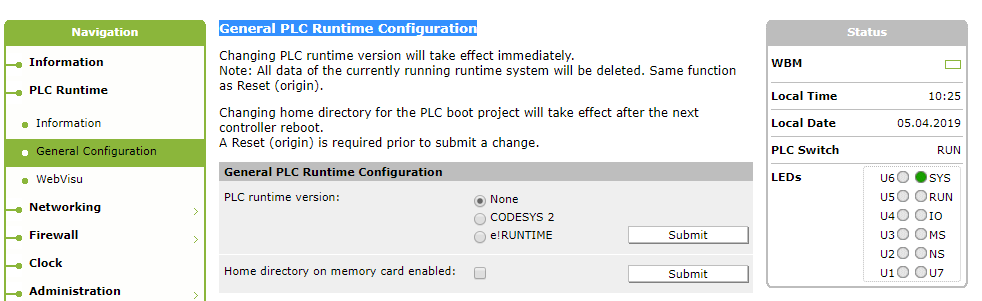 Navigation
Information
PLC Runtime
Information
General Configuration
WebVisu
Networking
Firewall
Clock
Administration
General PLC Runtime Configuration
Changing PLC runtime version will take effect immediately.
Note: All data of the currently running runtime system will be deleted. Same function
as Reset (origin).
Changing home directory for the PLC boot project will take effect after the next
controller reboot.
A Reset (origin) is required prior to submit a change.
General PLC Runtime Configuration
PLC runtime version:
None
CODESYS 2
e!RUNTIME
Submit
Home directory on memory card enabled:
Submit
Status
WBM
Local Time 10:25
Local Date 05.04.2019
PLC Switch RUN
LEDs
U6 SYS
U5 RUN
U4 IO
U3 MS
U2 NS
U1 U7